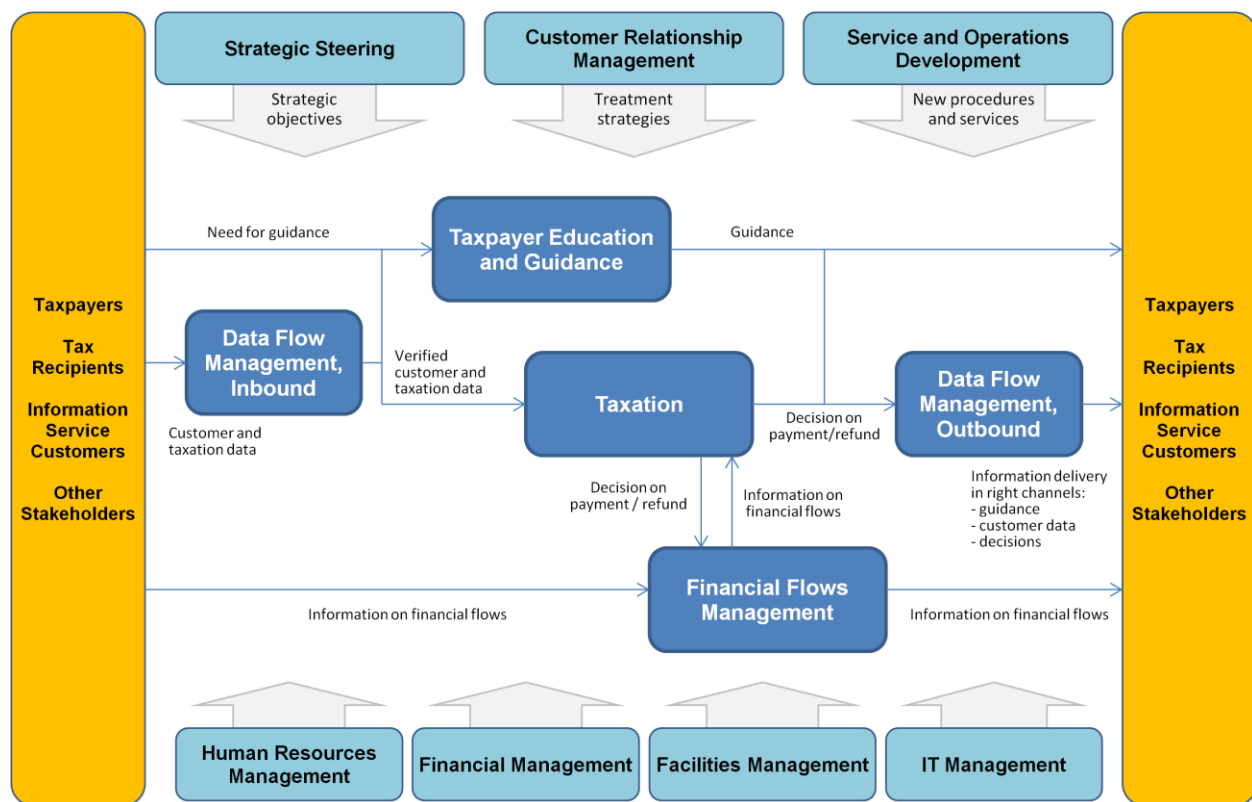 Strategic Steering
Customer Relationship
Management
Service and Operations
Development
Strategic
objectives
Treatment
strategies
New procedures
and services
Taxpayers
Tax
Recipients
Information
Service
Customers
Other
Stakeholders
Need for guidance
Taxpayer Education
and Guidance
Guidance
Data Flow
Management,
Inbound
Customer and
taxation data
Verified
customer and
taxation data
Taxation
Decision on
payment/refund
Data Flow
Management,
Outbound
Information delivery
in right channels:
- guidance
- customer data
- decisions
Decision on
payment / refund
Information on
financial flows
Information on financial flows
Financial Flows
Management
Information on financial flows
Taxpayers
Tax
Recipients
Information
Service
Customers
Other
Stakeholders
Human Resources
Management
Financial Management
Facilities Management
IT Management